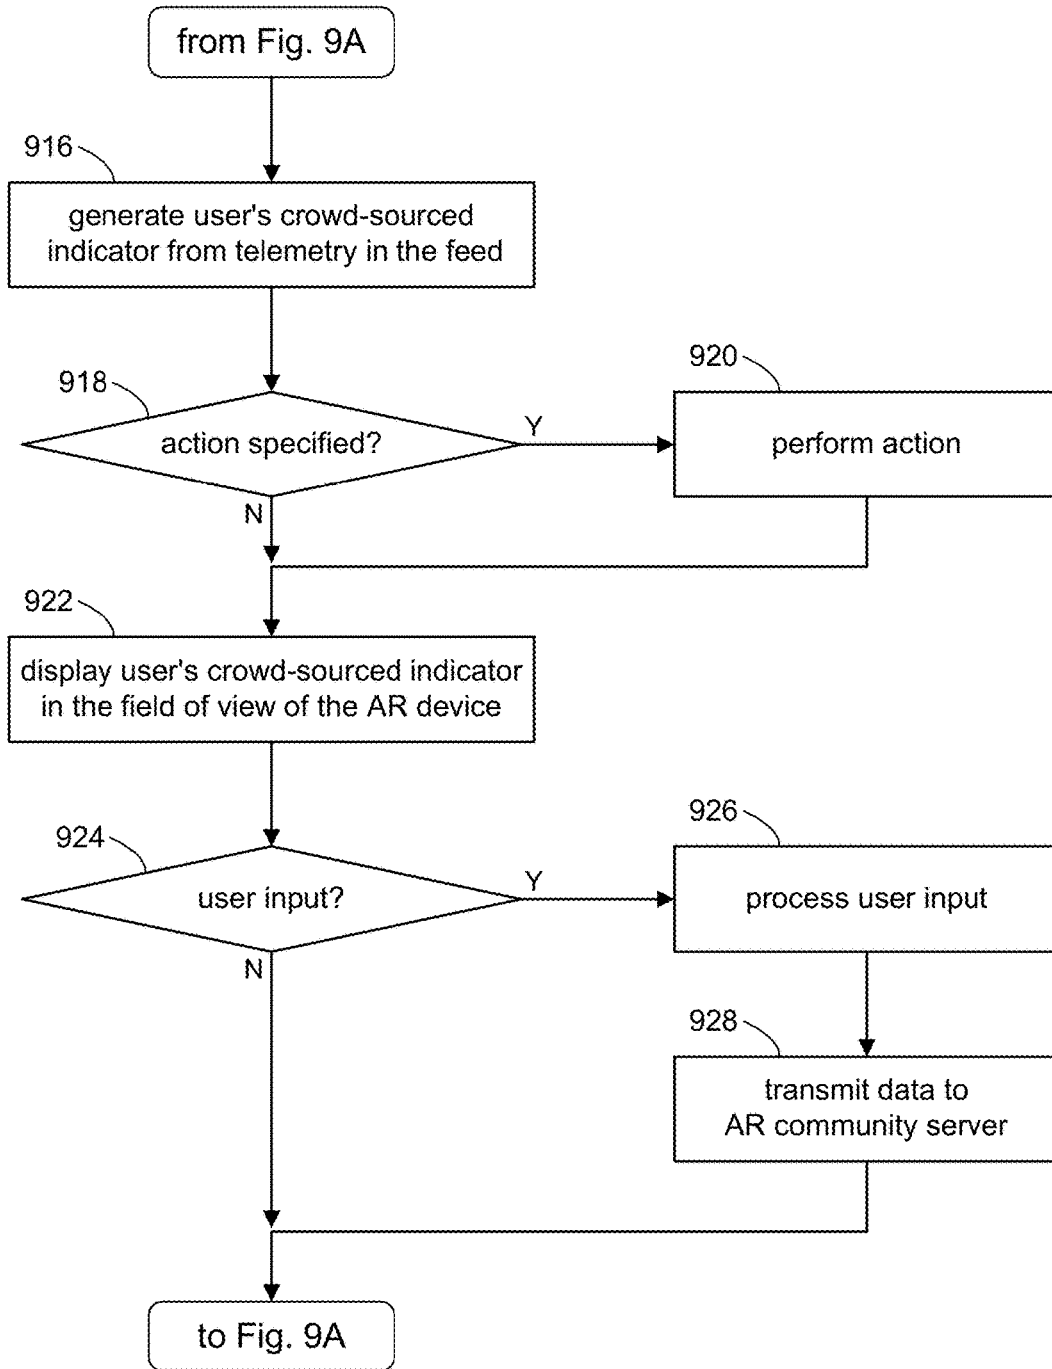 from Fig. 9A
916
generate user's crowd-sourced
indicator from telemetry in the feed
918
action specified?
Y
920
perform action
N
922
display user's crowd-sourced indicator
in the field of view of the AR device
924
user input?
Y
926
process user input
N
928
transmit data to
AR community server
to Fig. 9A